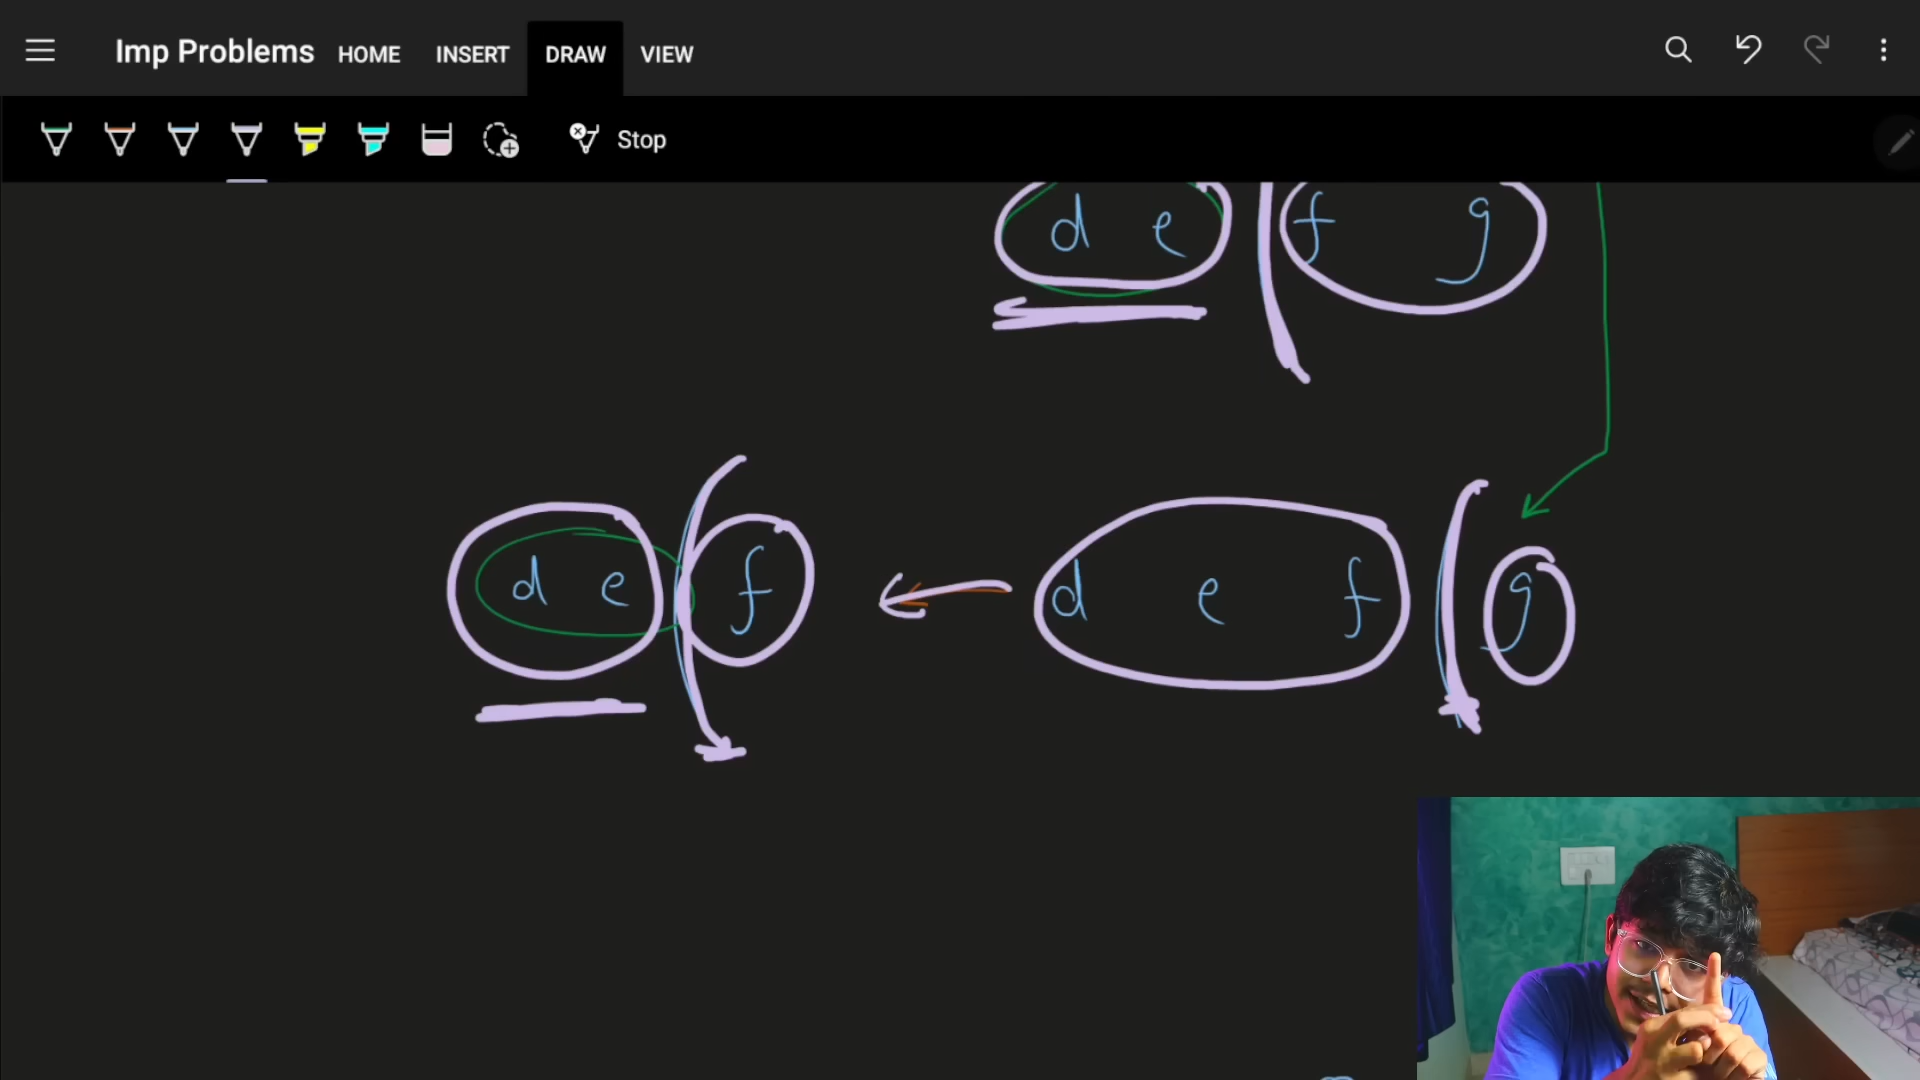 Imp Problems HOME INSERT DRAW VIEW
Stop
d e f g
d e f d e f g